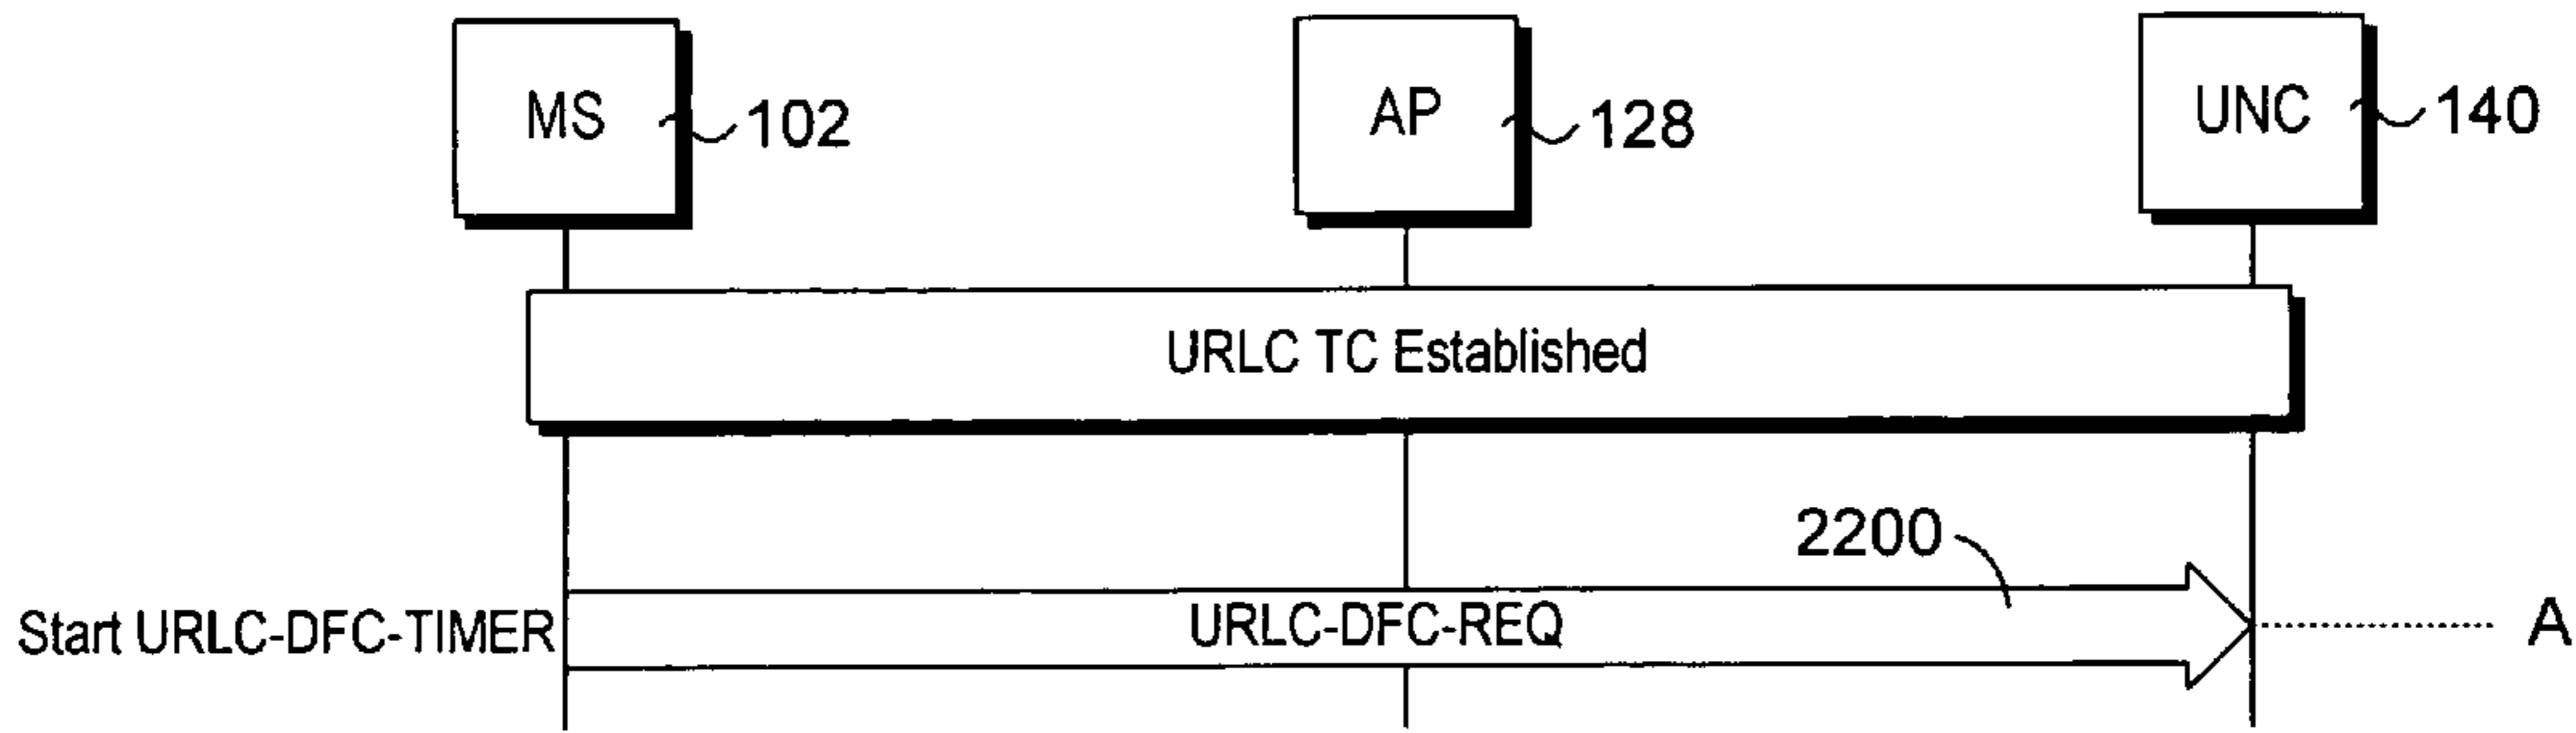 MS 102 AP 128 UNC 140
URLC TC Established
2200
Start URLC-DFC-TIMER URLC-DFC-REQ A